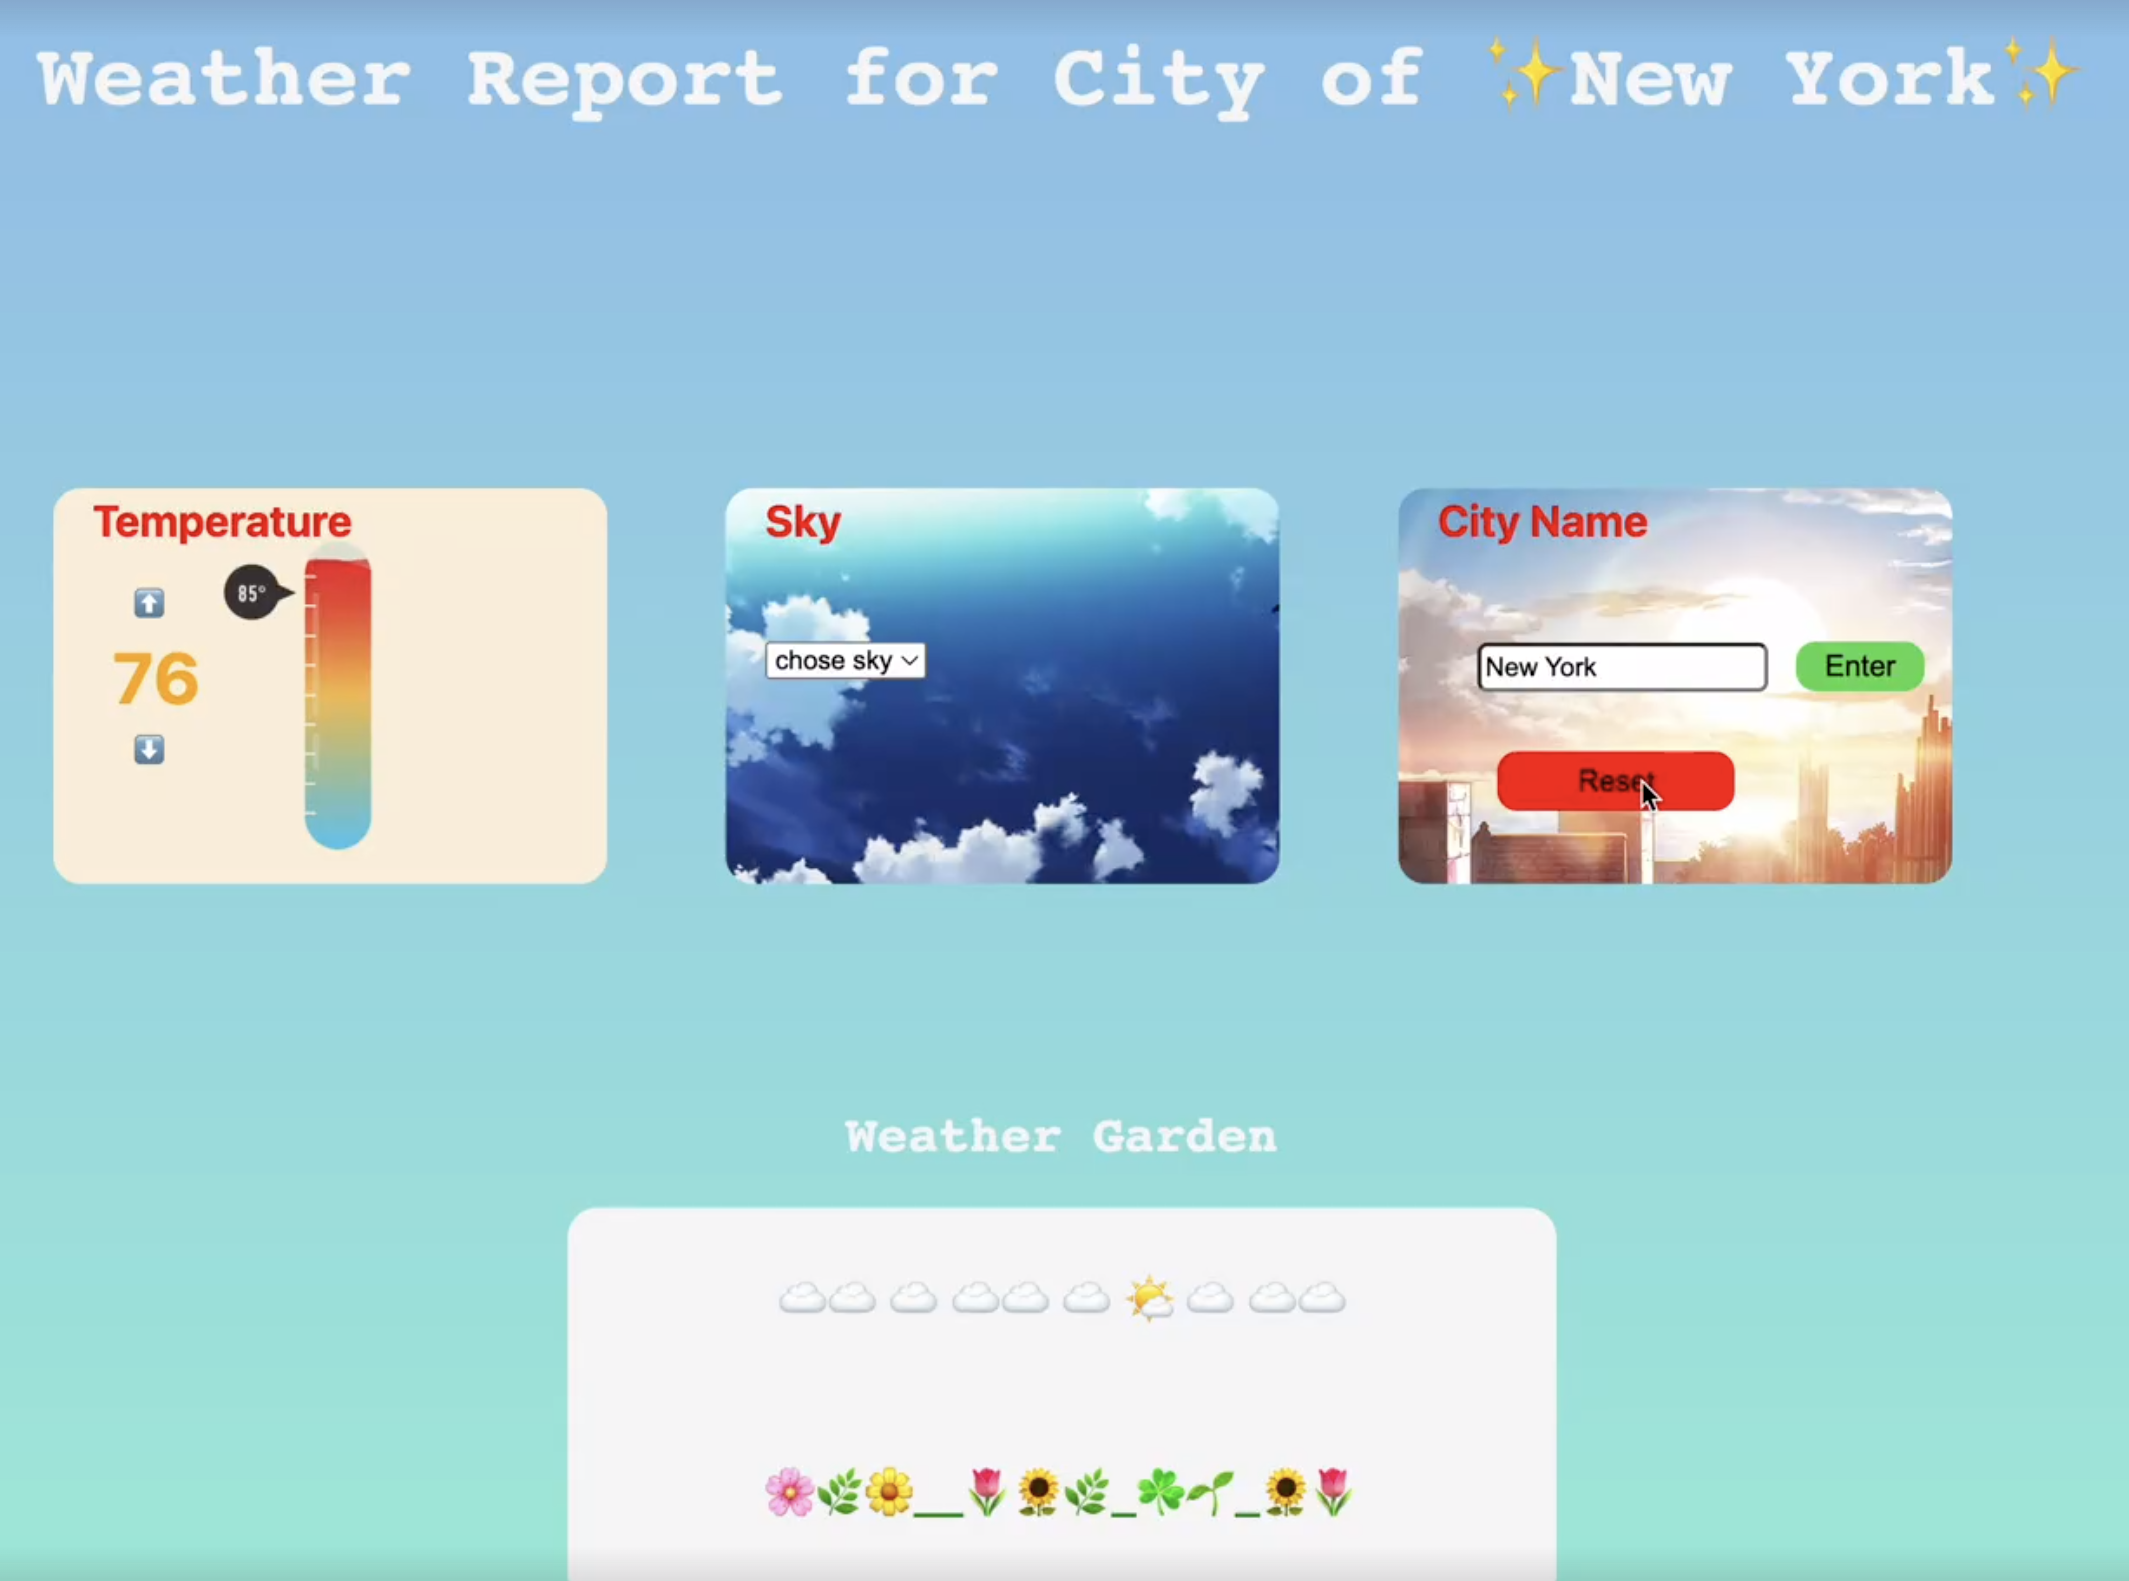 Weather Report for City of ✨New York✨
Temperature
85°
76
Sky
chose sky
City Name
New York
Enter
Reset
Weather Garden